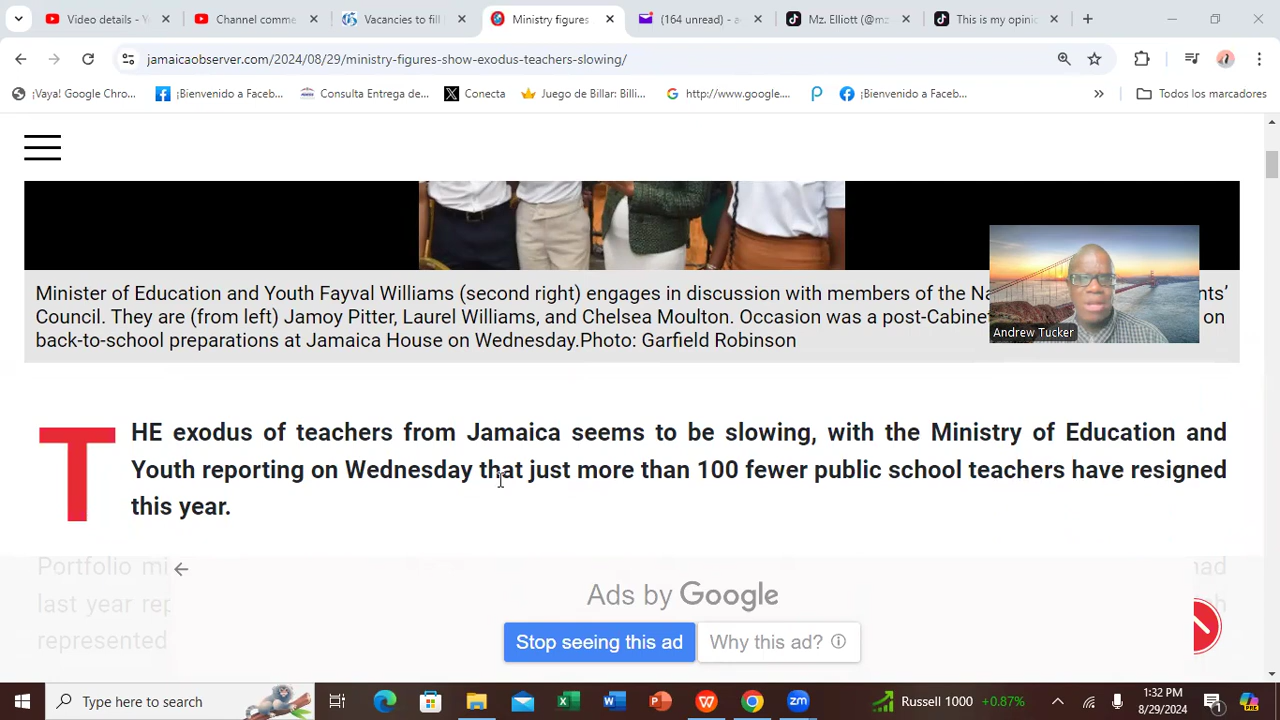 Video details - Y
Channel comme
Vacancies to fill
Ministry figures
(164 unread) - a
Mz. Elliott (@mz
This is my opinic
jamaicaobserver.com/2024/08/29/ministry-figures-show-exodus-teachers-slowing/
¡Vaya! Google Chro...
¡Bienvenido a Faceb...
Consulta Entrega de...
Conecta
Juego de Billar: Billi...
http://www.google....
¡Bienvenido a Faceb...
»
Todos los marcadores
Minister of Education and Youth Fayval Williams (second right) engages in discussion with members of the Na nts'
Council. They are (from left) Jamoy Pitter, Laurel Williams, and Chelsea Moulton. Occasion was a post-Cabine on
back-to-school preparations at Jamaica House on Wednesday.Photo: Garfield Robinson
Andrew Tucker
THE exodus of teachers from Jamaica seems to be slowing, with the Ministry of Education and
Youth reporting on Wednesday that just more than 100 fewer public school teachers have resigned
this year.
Portfolio mi
last year rep
represented
Ads by Google
Stop seeing this ad
Why this ad?
Type here to search
Russell 1000 +0.87%
1:32 PM
8/29/2024